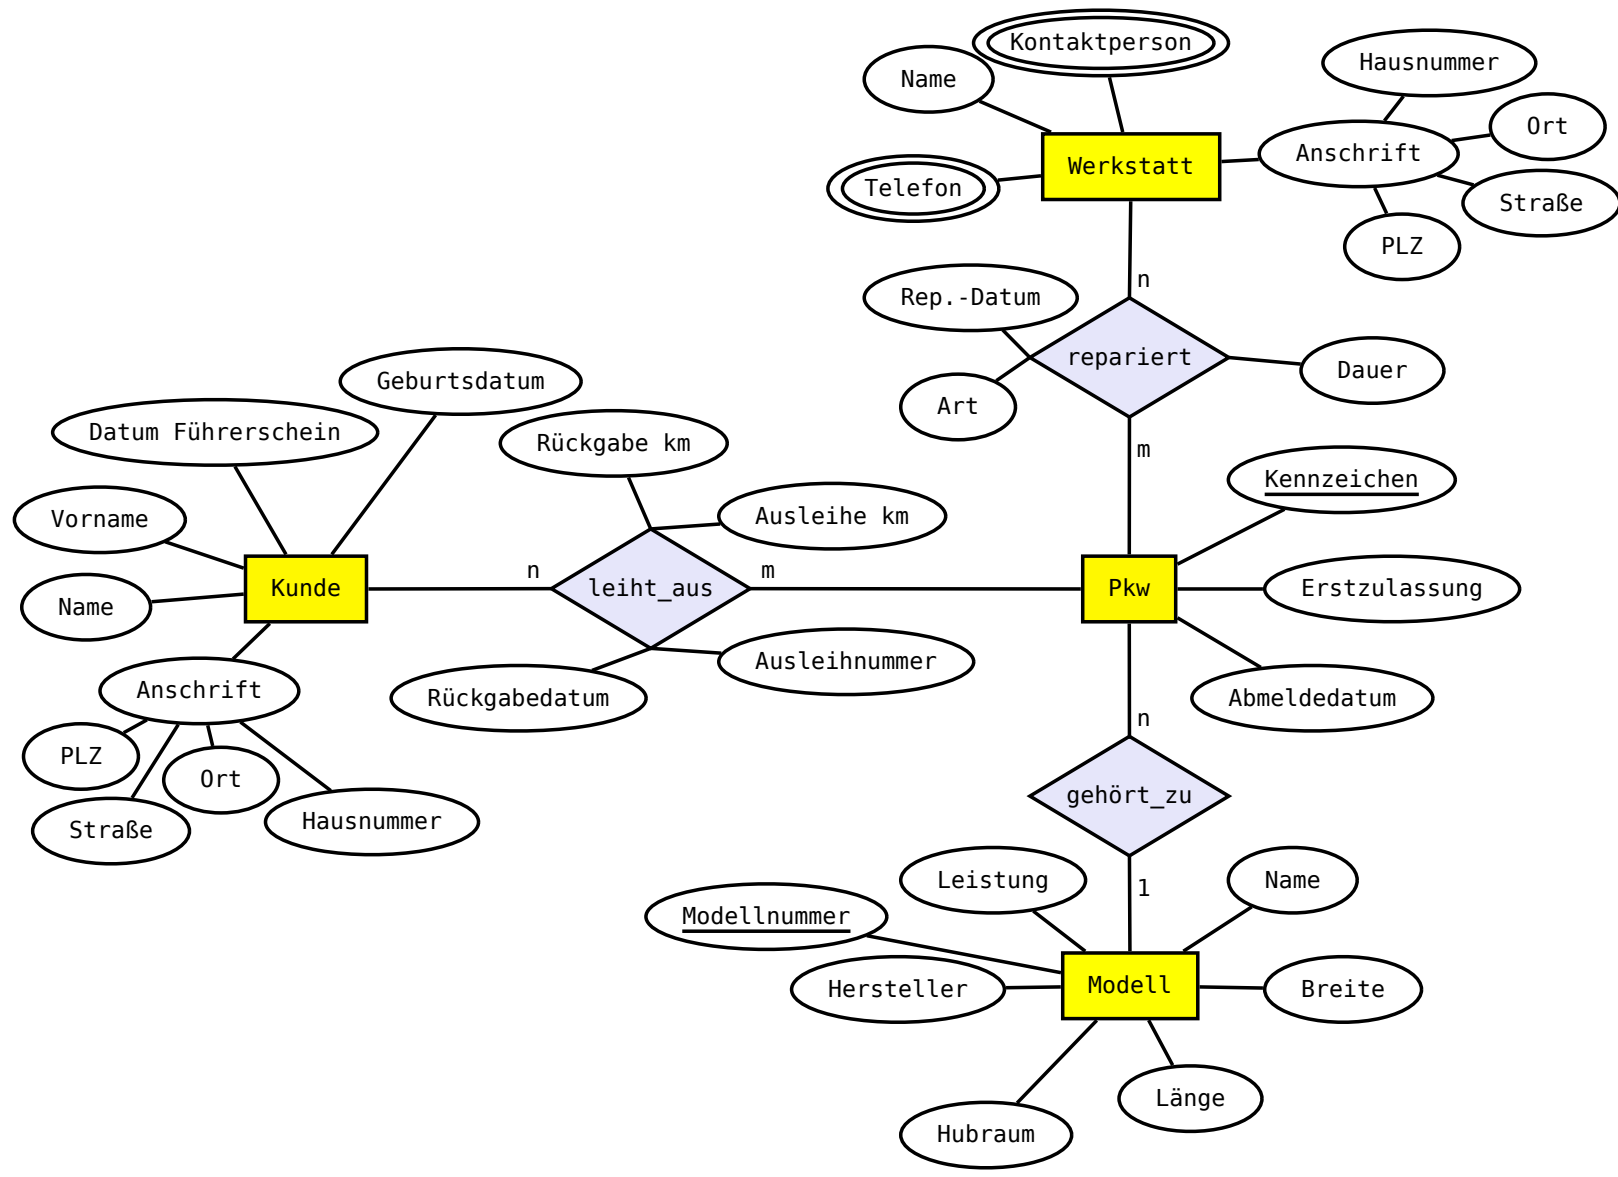 Kontaktperson
Name
Hausnummer
Ort
Werkstatt
Anschrift
Telefon
Straße
PLZ
n
Rep.-Datum
repariert
Dauer
Art
Geburtsdatum
Datum Führerschein
Rückgabe km
m
Kennzeichen
Vorname
Ausleihe km
n
m
Kunde
leiht_aus
Pkw
Erstzulassung
Name
Ausleihnummer
Anschrift
Rückgabedatum
Abmeldedatum
n
PLZ
Ort
gehört_zu
Straße
Hausnummer
Leistung
1
Name
Modellnummer
Hersteller
Modell
Breite
Länge
Hubraum